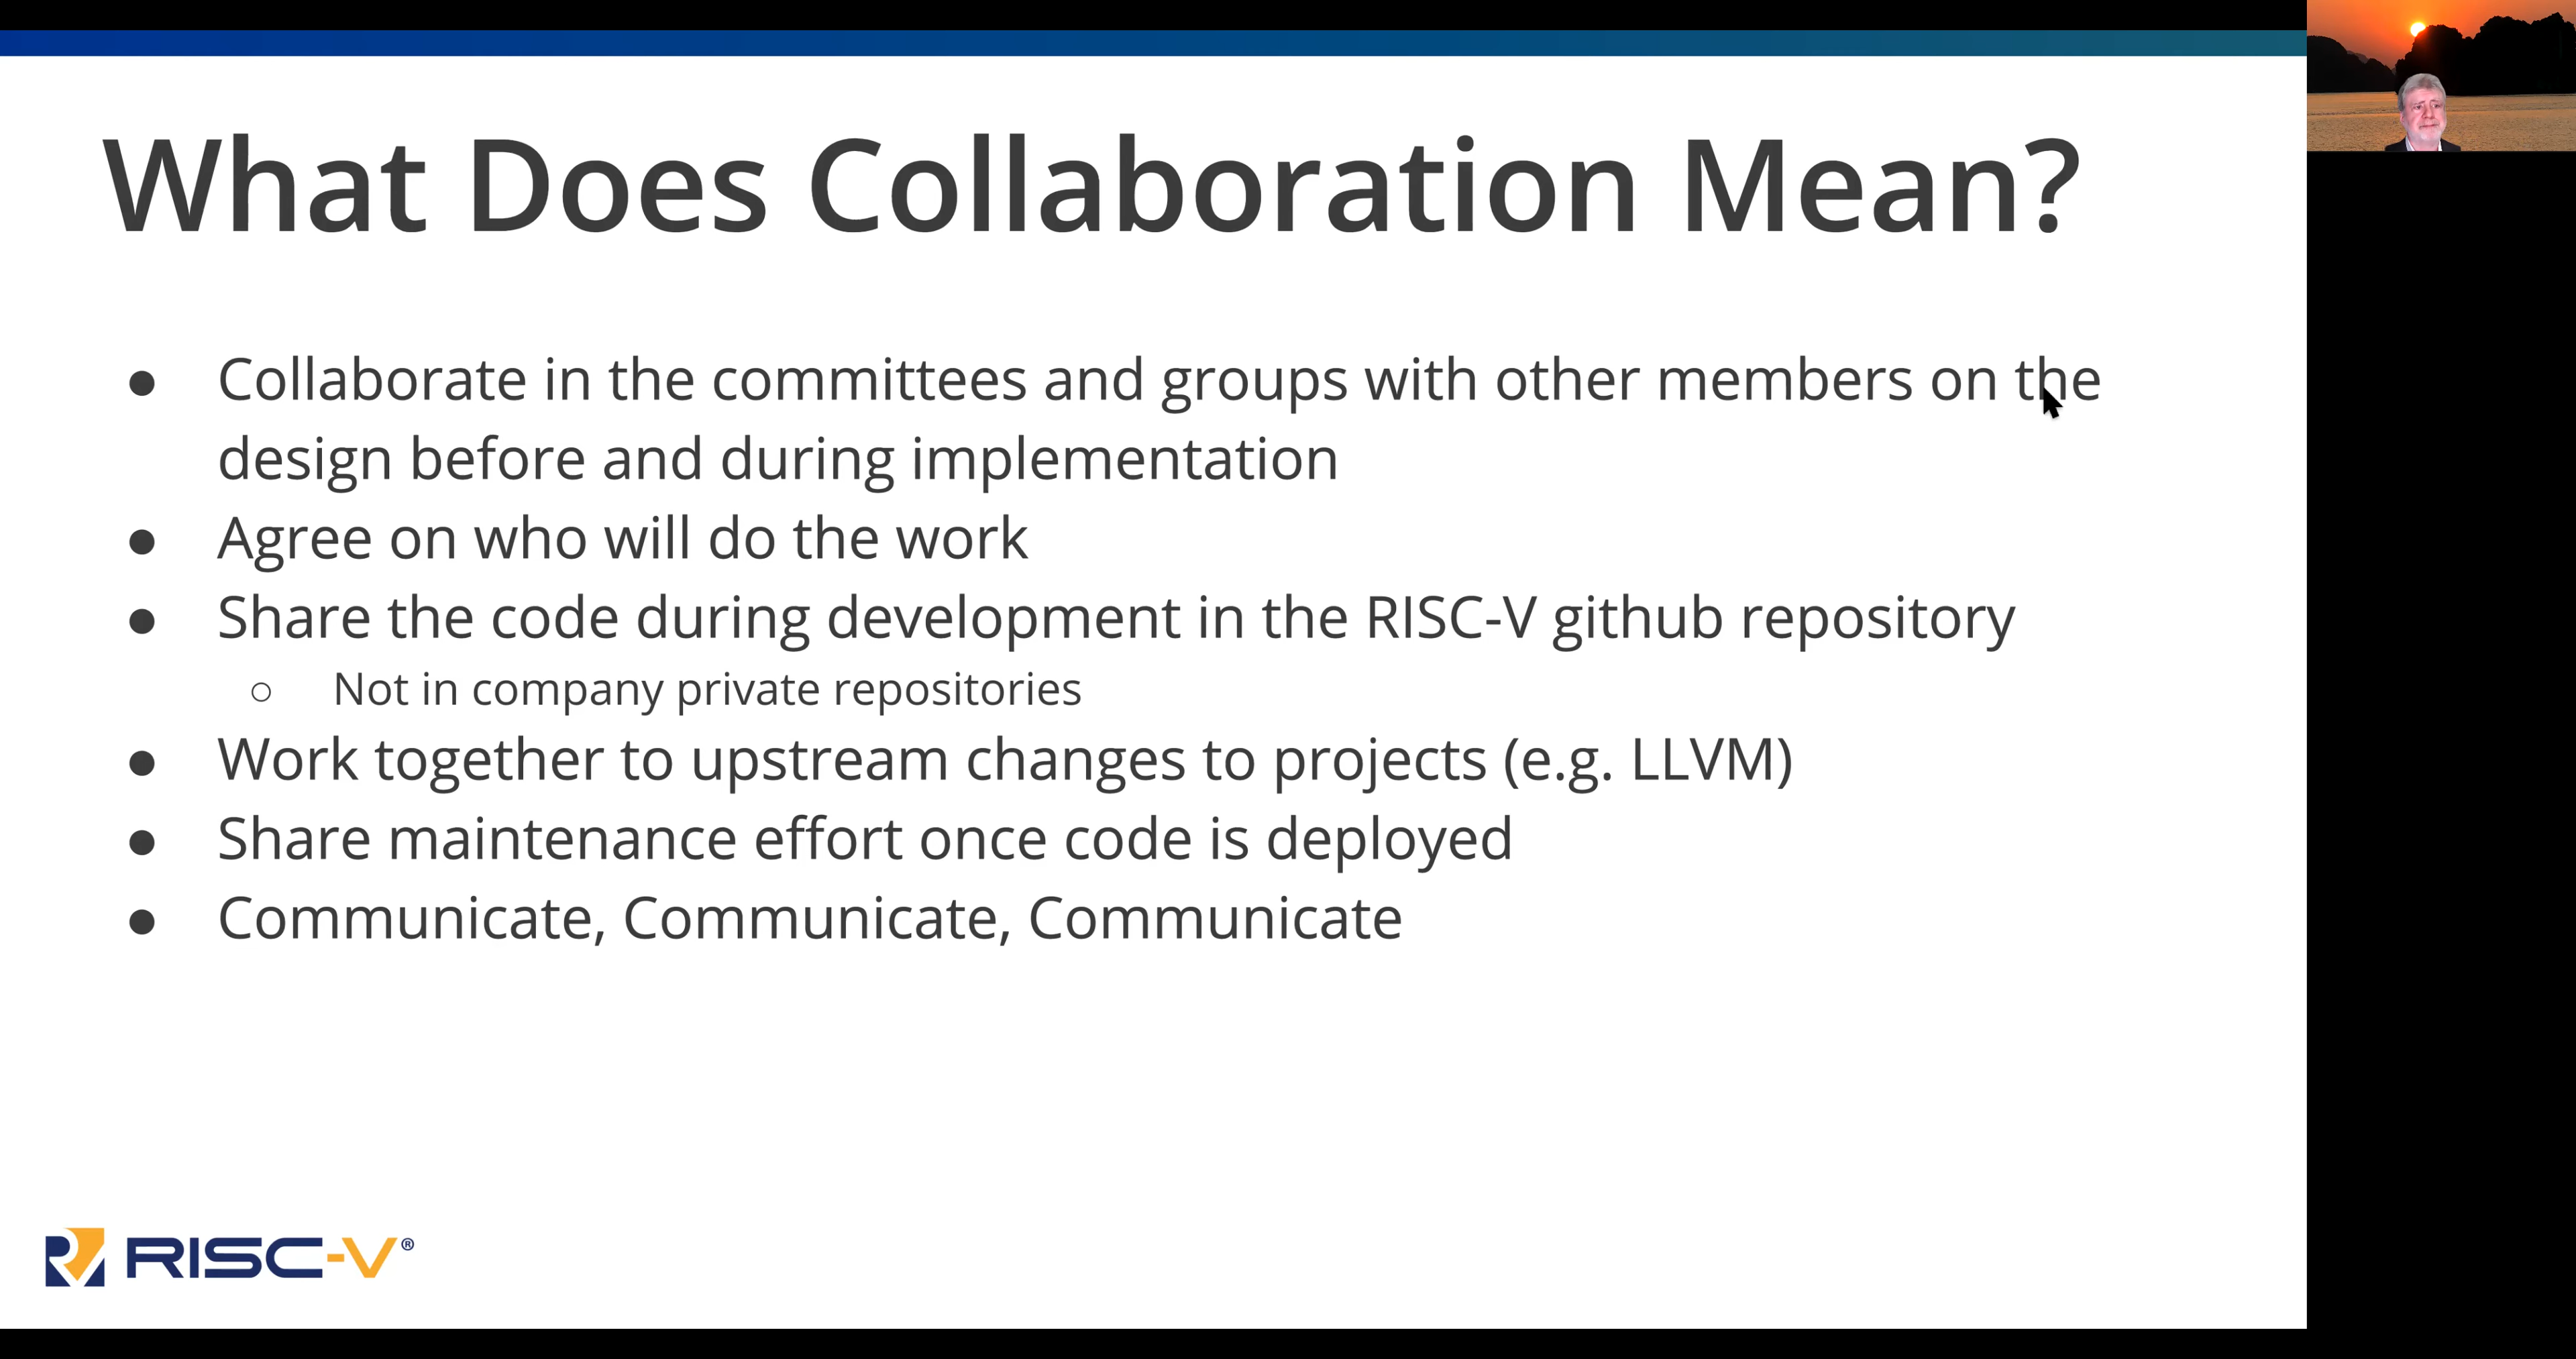 What Does Collaboration Mean?
● Collaborate in the committees and groups with other members on the
design before and during implementation
● Agree on who will do the work
● Share the code during development in the RISC-V github repository
○ Not in company private repositories
● Work together to upstream changes to projects (e.g. LLVM)
● Share maintenance effort once code is deployed
● Communicate, Communicate, Communicate
RISC-V®